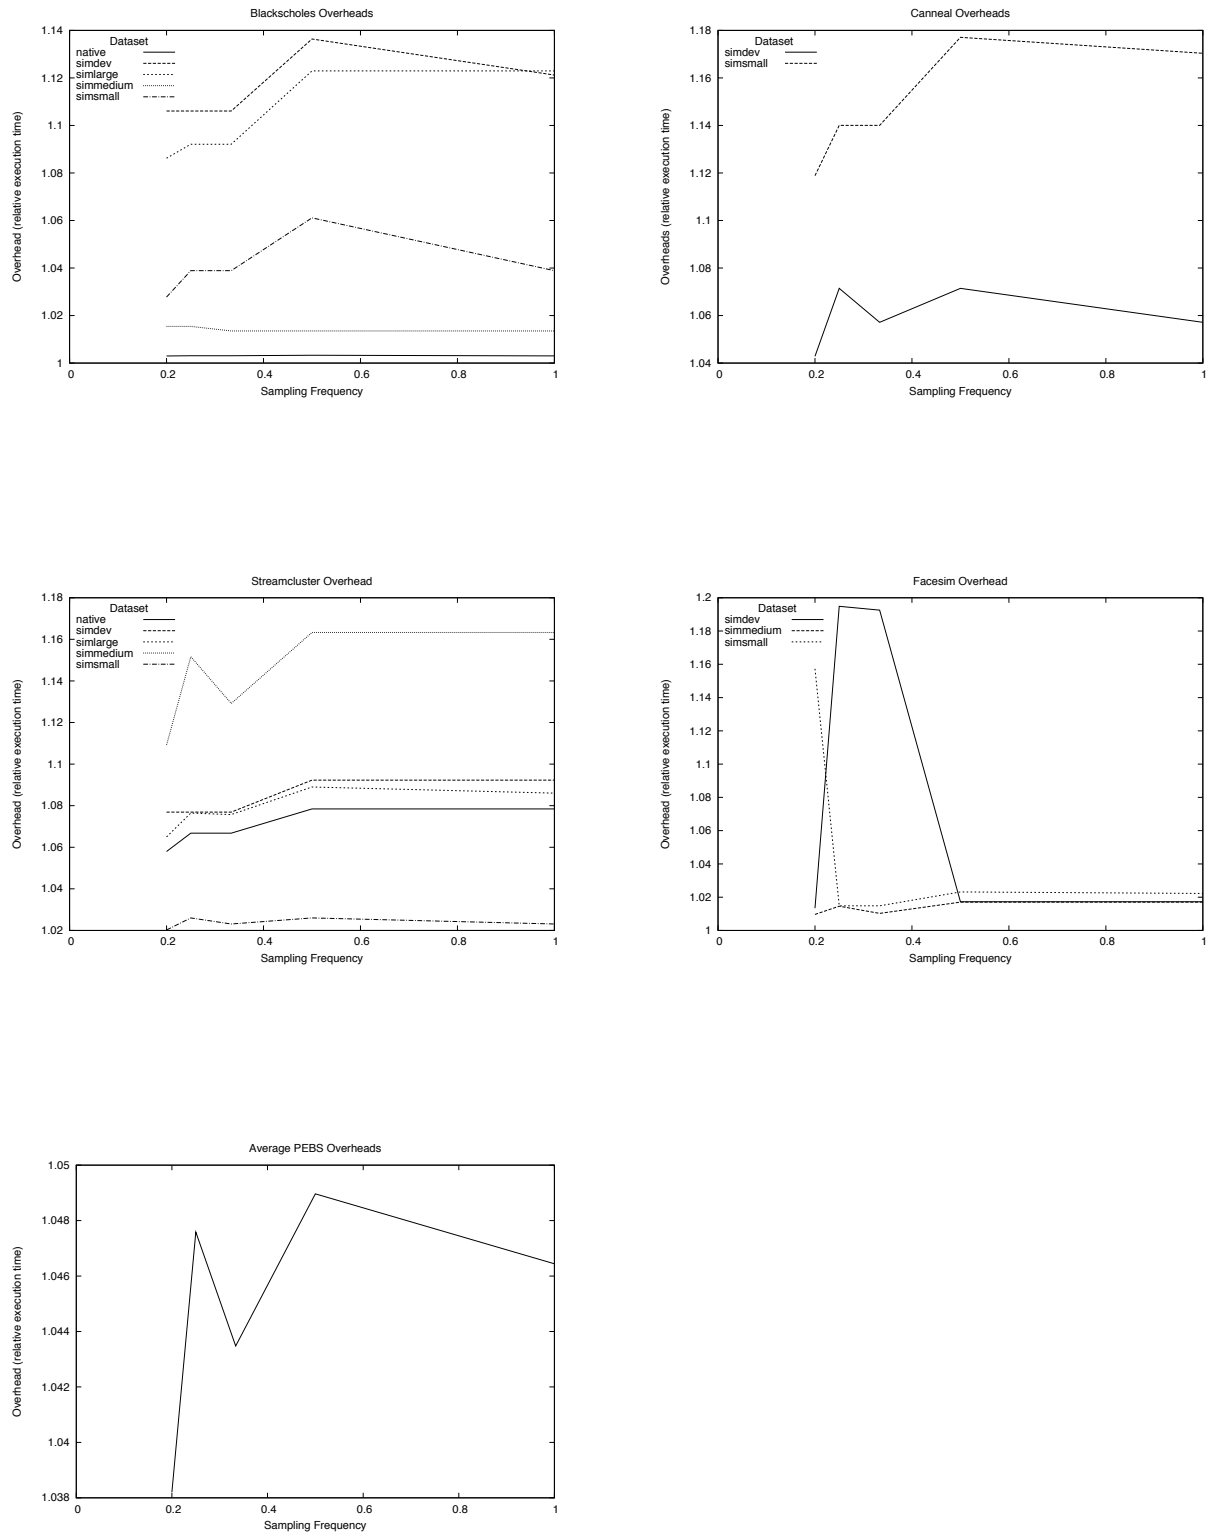 Blackscholes Overheads
Overhead (relative execution time)
1.14
1.12
1.1
1.08
1.06
1.04
1.02
1
Dataset
native
simdev
simlarge
simmedium
simsmall
0 0.2 0.4 0.6 0.8 1
Sampling Frequency
Canneal Overheads
Overheads (relative execution time)
1.18
1.16
1.14
1.12
1.1
1.08
1.06
1.04
Dataset
simdev
simsmall
0 0.2 0.4 0.6 0.8 1
Sampling Frequency
Streamcluster Overhead
Overhead (relative execution time)
1.18
1.16
1.14
1.12
1.1
1.08
1.06
1.04
1.02
Dataset
native
simdev
simlarge
simmedium
simsmall
0 0.2 0.4 0.6 0.8 1
Sampling Frequency
Facesim Overhead
Overhead (relative execution time)
1.2
1.18
1.16
1.14
1.12
1.1
1.08
1.06
1.04
1.02
1
Dataset
simdev
simmedium
simsmall
0 0.2 0.4 0.6 0.8 1
Sampling Frequency
Average PEBS Overheads
Overhead (relative execution time)
1.05
1.048
1.046
1.044
1.042
1.04
1.038
0 0.2 0.4 0.6 0.8 1
Sampling Frequency